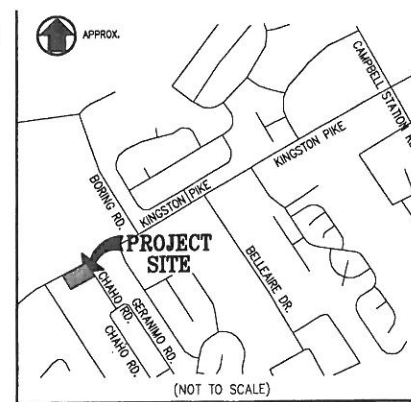 APPROX.
CAMPBELL STATION
KINGSTON PIKE
KINGSTON PIKE
BORING RD.
PROJECT
SITE
BELLEAIRE DR.
CHAHO RD.
GERANIMO RD.
CHAHO RD.
(NOT TO SCALE)